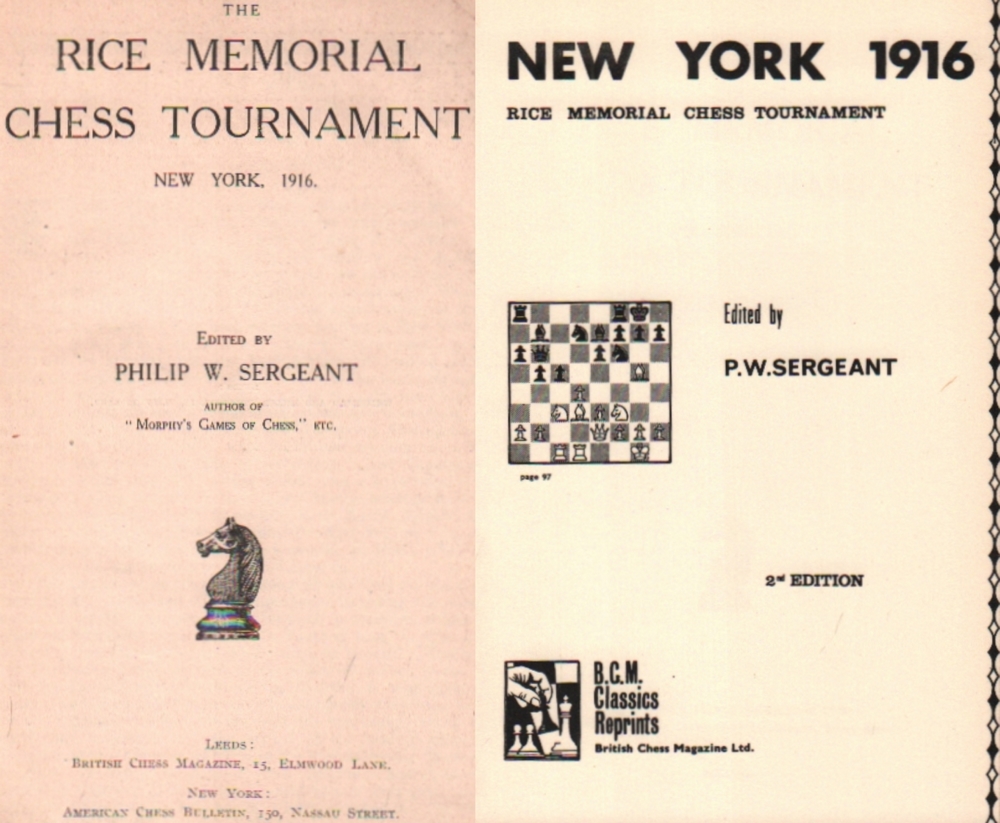 THE
RICE MEMORIAL
CHESS TOURNAMENT
NEW YORK, 1916.
EDITED BY
PHILIP W. SERGEANT
AUTHOR OF
"MORPHY'S GAMES OF CHESS," ETC.
LEEDS:
BRITISH CHESS MAGAZINE, 15, ELMWOOD LANE.
NEW YORK:
AMERICAN CHESS BULLETIN, 150, NASSAU STREET.
NEW YORK 1916
RICE MEMORIAL CHESS TOURNAMENT
Edited by
P.W.SERGEANT
page 97
2nd EDITION
B.C.M.
Classics
Reprints
British Chess Magazine Ltd.